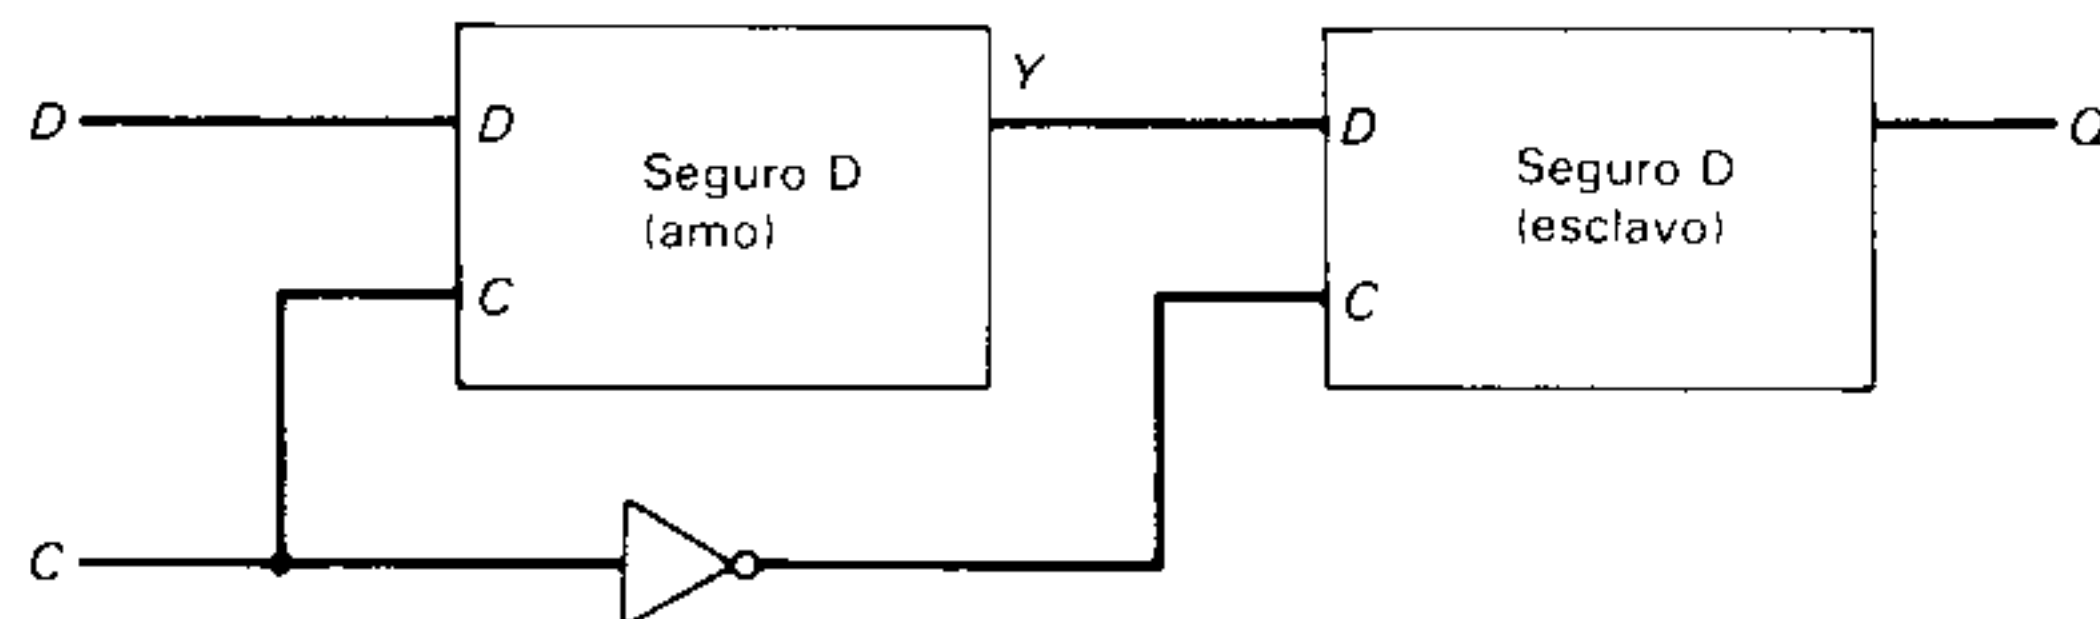 D
D
Seguro D
(amo)
C
Y
D
Seguro D
(esclavo)
C
Q
C